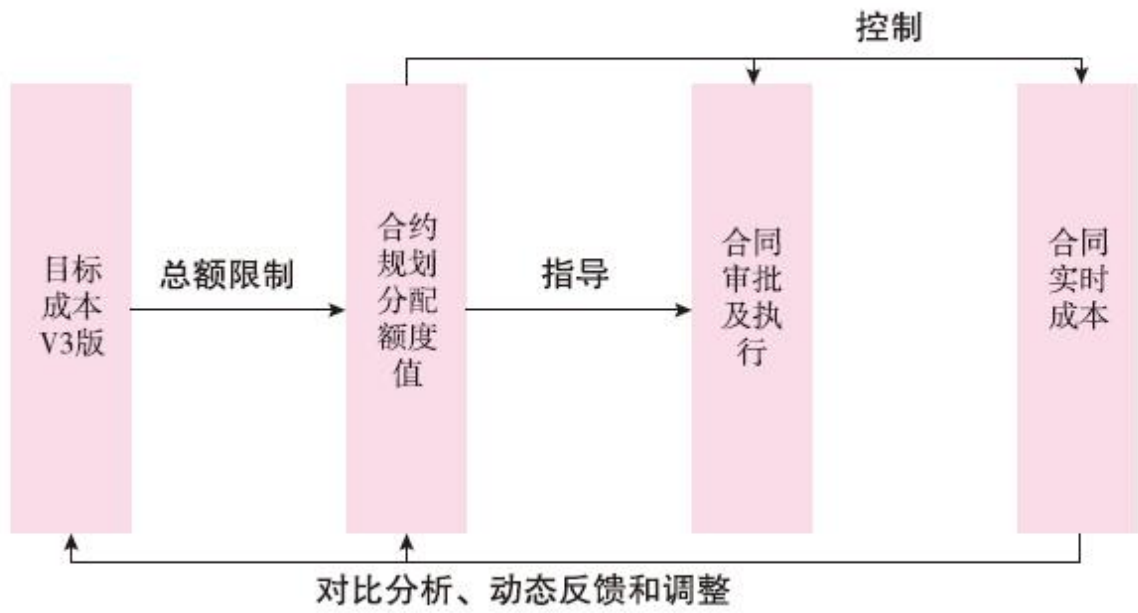 控制
目标
成本
V3版
总额限制
合约
规划
分配
额度
值
指导
合同
审批
及执
行
合同
实时
成本
对比分析、动态反馈和调整